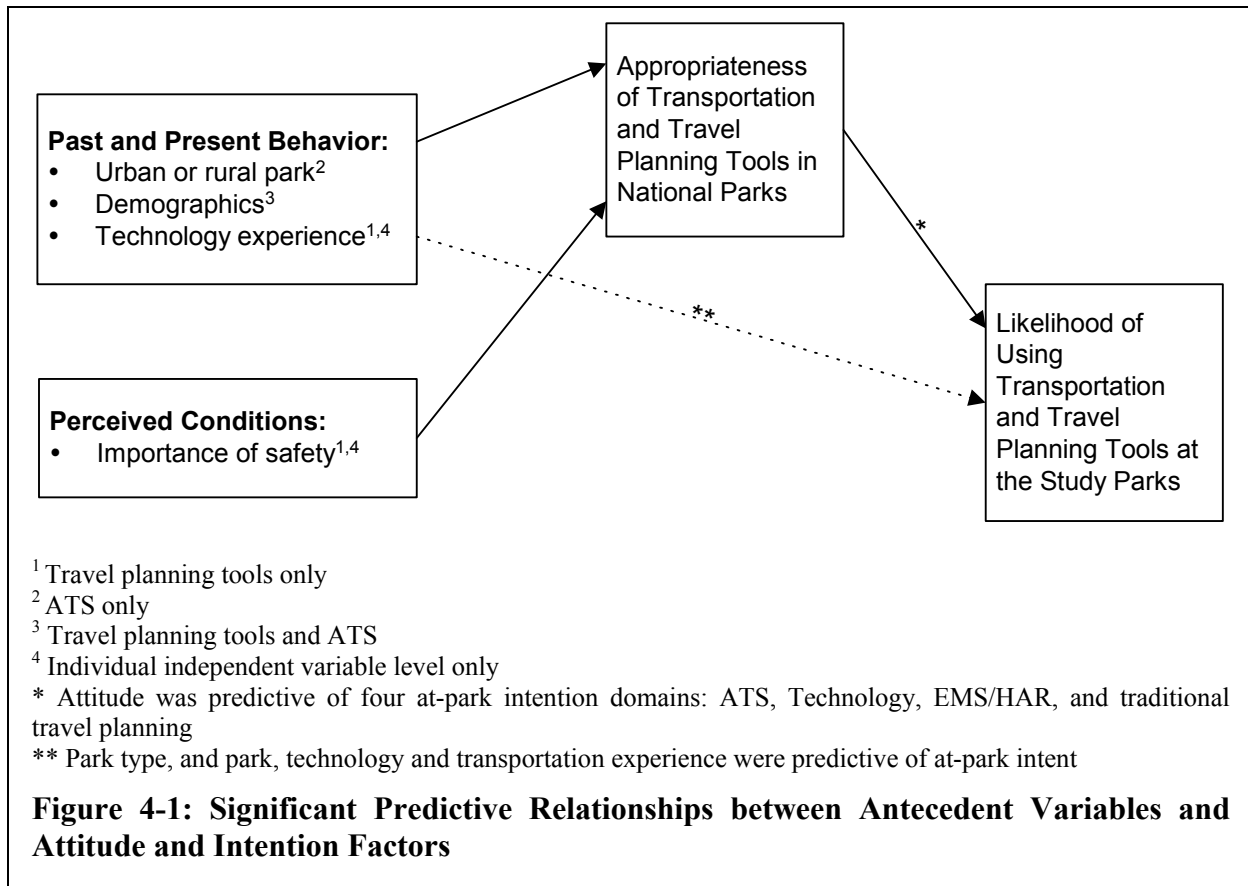 Appropriateness
of Transportation
and Travel
Planning Tools in
National Parks
Past and Present Behavior:
• Urban or rural park²
• Demographics³
• Technology experience¹,⁴
*
**
Likelihood of
Using
Transportation
and Travel
Planning Tools at
the Study Parks
Perceived Conditions:
• Importance of safety¹,⁴
¹ Travel planning tools only
² ATS only
³ Travel planning tools and ATS
⁴ Individual independent variable level only
* Attitude was predictive of four at-park intention domains: ATS, Technology, EMS/HAR, and traditional
travel planning
** Park type, and park, technology and transportation experience were predictive of at-park intent
Figure 4-1: Significant Predictive Relationships between Antecedent Variables and
Attitude and Intention Factors